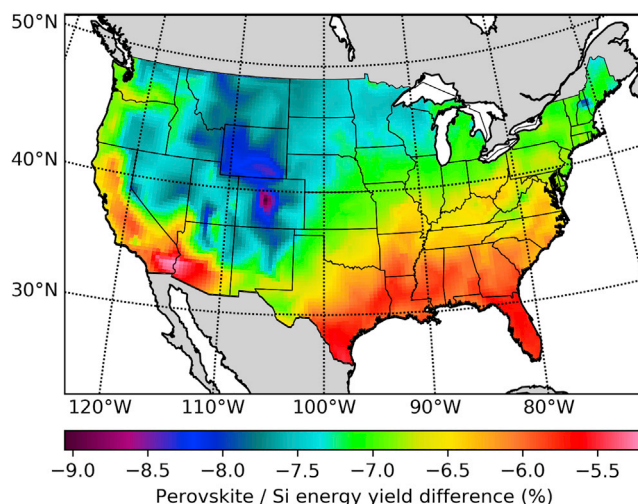 50°N
40°N
30°N
120°W 110°W 100°W 90°W 80°W
−9.0 −8.5 −8.0 −7.5 −7.0 −6.5 −6.0 −5.5
Perovskite / Si energy yield difference (%)